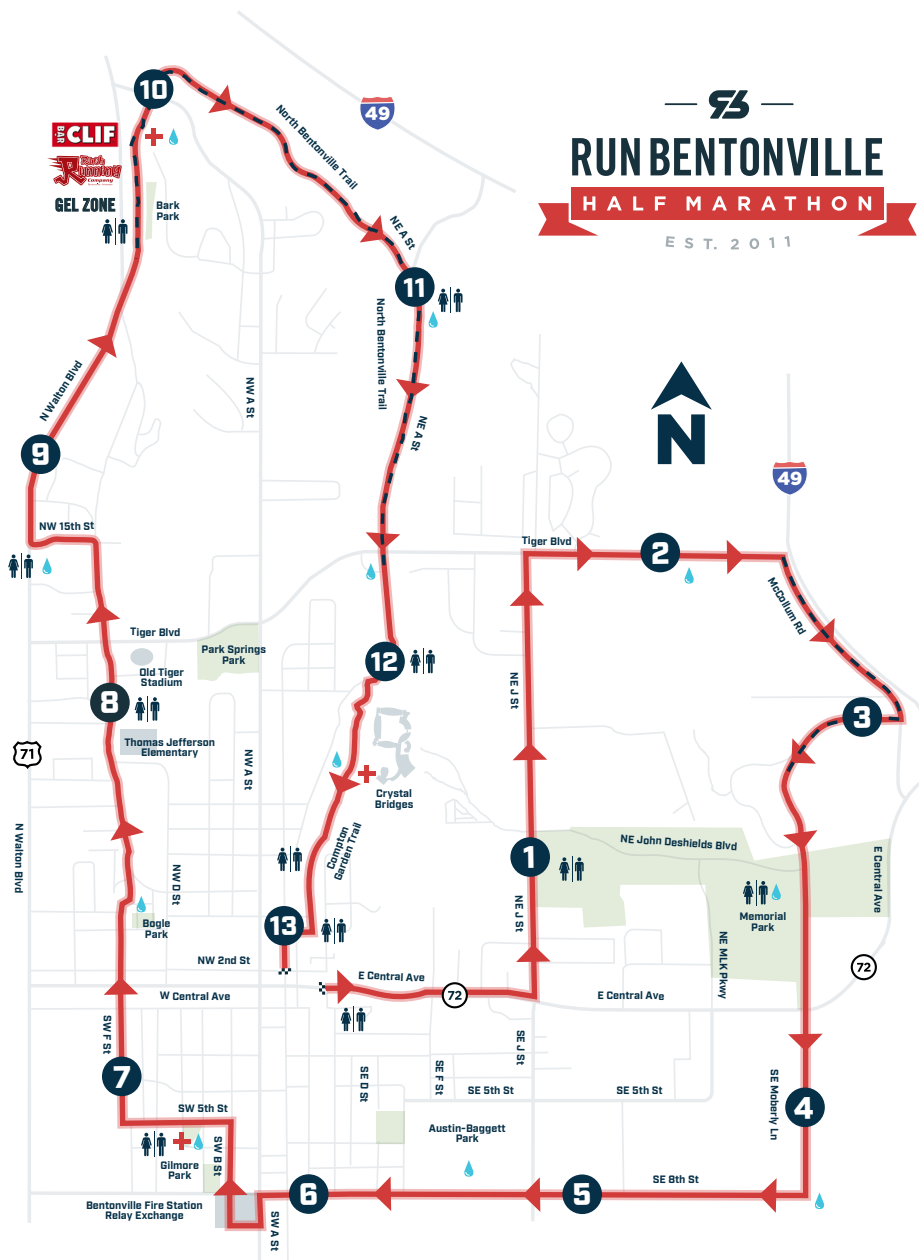 RUN BENTONVILLE
HALF MARATHON
EST. 2011
10
49
BAR
CLIF
Rush
Running
Company
GEL ZONE
Bark
Park
North Bentonville Trail
NE A St
11
North Bentonville Trail
NE A St
N Walton Blvd
NW A St
9
N
49
NW 15th St
Tiger Blvd
2
McCollum Rd
Tiger Blvd
Park Springs
Park
Old Tiger
Stadium
12
NE J St
8
3
Thomas Jefferson
Elementary
71
NW A St
Crystal
Bridges
N Walton Blvd
Compton
Garden Trail
NE John Deshields Blvd
1
E Central Ave
NW D St
Bogle
Park
13
NE J St
Memorial
Park
NE MLK Pkwy
NW 2nd St
E Central Ave
72
W Central Ave
72
E Central Ave
SW F St
SE J St
7
SE D St
SE F St
SE 5th St
SE 5th St
SE Moberly Ln
4
SW 5th St
Austin-Baggett
Park
SW B St
Gilmore
Park
SE 8th St
6
5
Bentonville Fire Station
Relay Exchange
SW A St